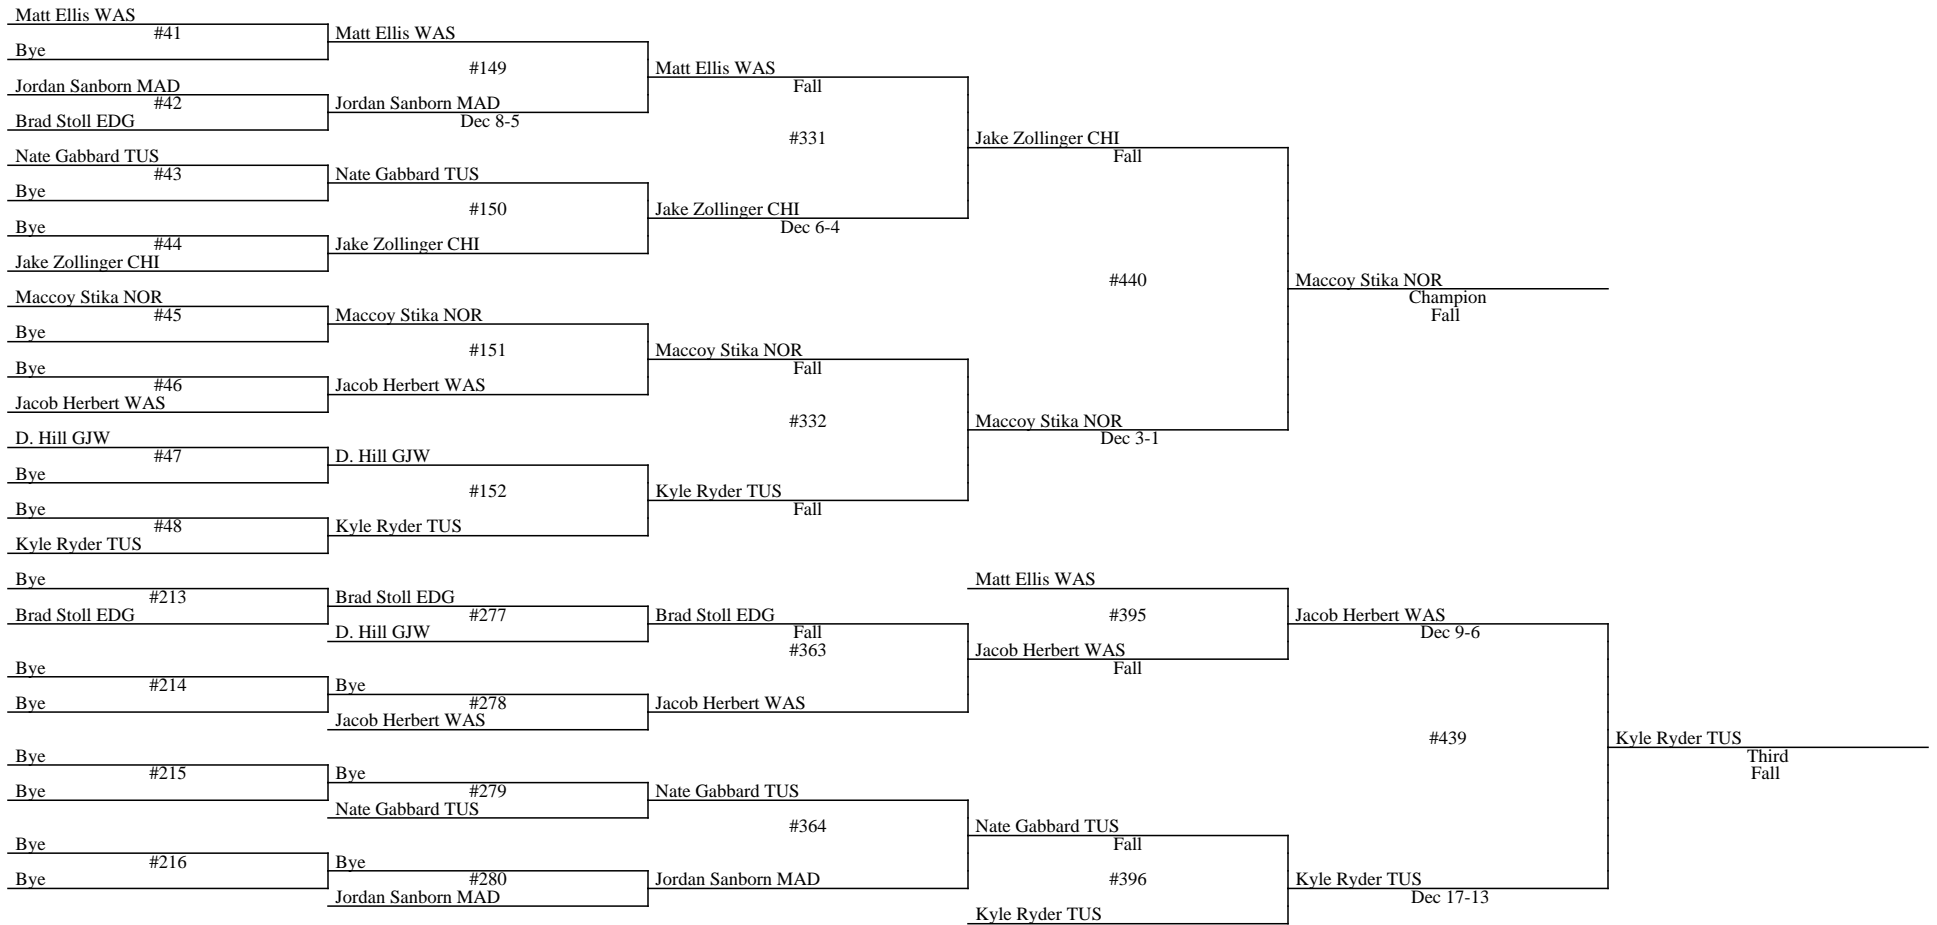 Matt Ellis WAS
#41
Bye
Jordan Sanborn MAD
#42
Brad Stoll EDG
Nate Gabbard TUS
#43
Bye
Bye
#44
Jake Zollinger CHI
Maccoy Stika NOR
#45
Bye
Bye
#46
Jacob Herbert WAS
D. Hill GJW
#47
Bye
Bye
#48
Kyle Ryder TUS
Matt Ellis WAS
#149
Jordan Sanborn MAD
Dec 8-5
Nate Gabbard TUS
#150
Jake Zollinger CHI
Maccoy Stika NOR
#151
Jacob Herbert WAS
D. Hill GJW
#152
Kyle Ryder TUS
Matt Ellis WAS
Fall
#331
Jake Zollinger CHI
Dec 6-4
Maccoy Stika NOR
Fall
#332
Kyle Ryder TUS
Fall
Jake Zollinger CHI
Fall
#440
Maccoy Stika NOR
Dec 3-1
Maccoy Stika NOR
Champion
Fall
Bye
#213
Brad Stoll EDG
Bye
#214
Bye
Bye
#215
Bye
Bye
#216
Bye
Brad Stoll EDG
#277
D. Hill GJW
Bye
#278
Jacob Herbert WAS
Bye
#279
Nate Gabbard TUS
Bye
#280
Jordan Sanborn MAD
Brad Stoll EDG
Fall
#363
Jacob Herbert WAS
Nate Gabbard TUS
#364
Jordan Sanborn MAD
Matt Ellis WAS
#395
Jacob Herbert WAS
Fall
Nate Gabbard TUS
Fall
#396
Kyle Ryder TUS
Jacob Herbert WAS
Dec 9-6
#439
Kyle Ryder TUS
Dec 17-13
Kyle Ryder TUS
Third
Fall